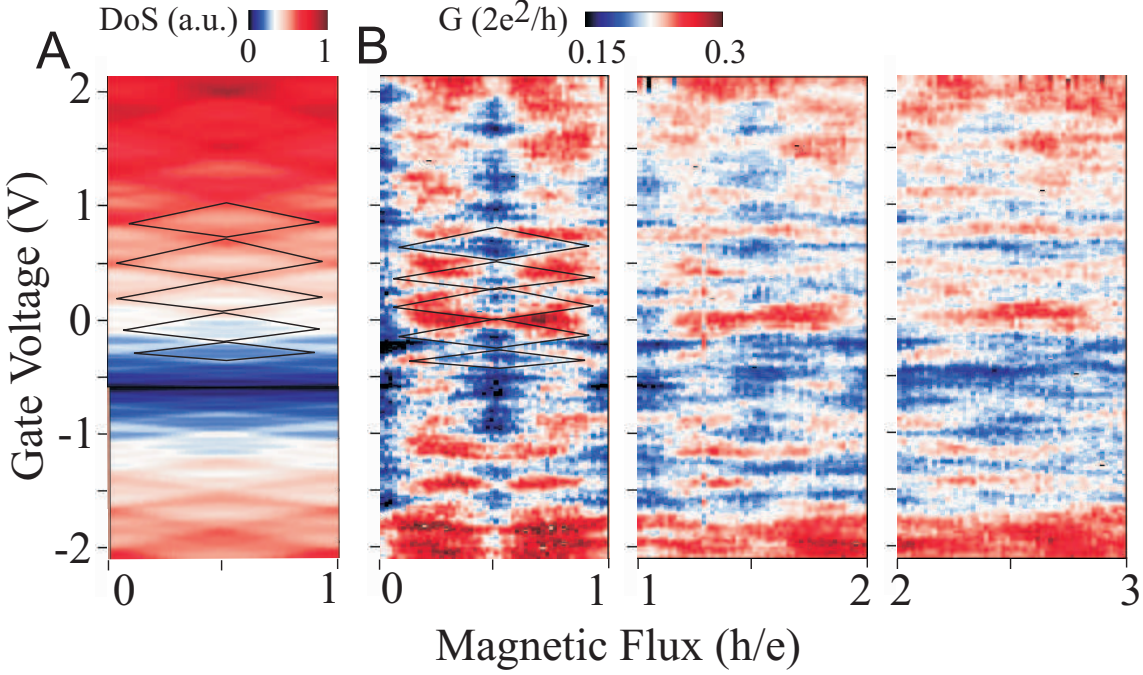 DoS (a.u.)
0 1
G (2e²/h)
0.15 0.3
A
B
2
1
0
-1
-2
Gate Voltage (V)
0 1
0 1
1 2
2 3
Magnetic Flux (h/e)